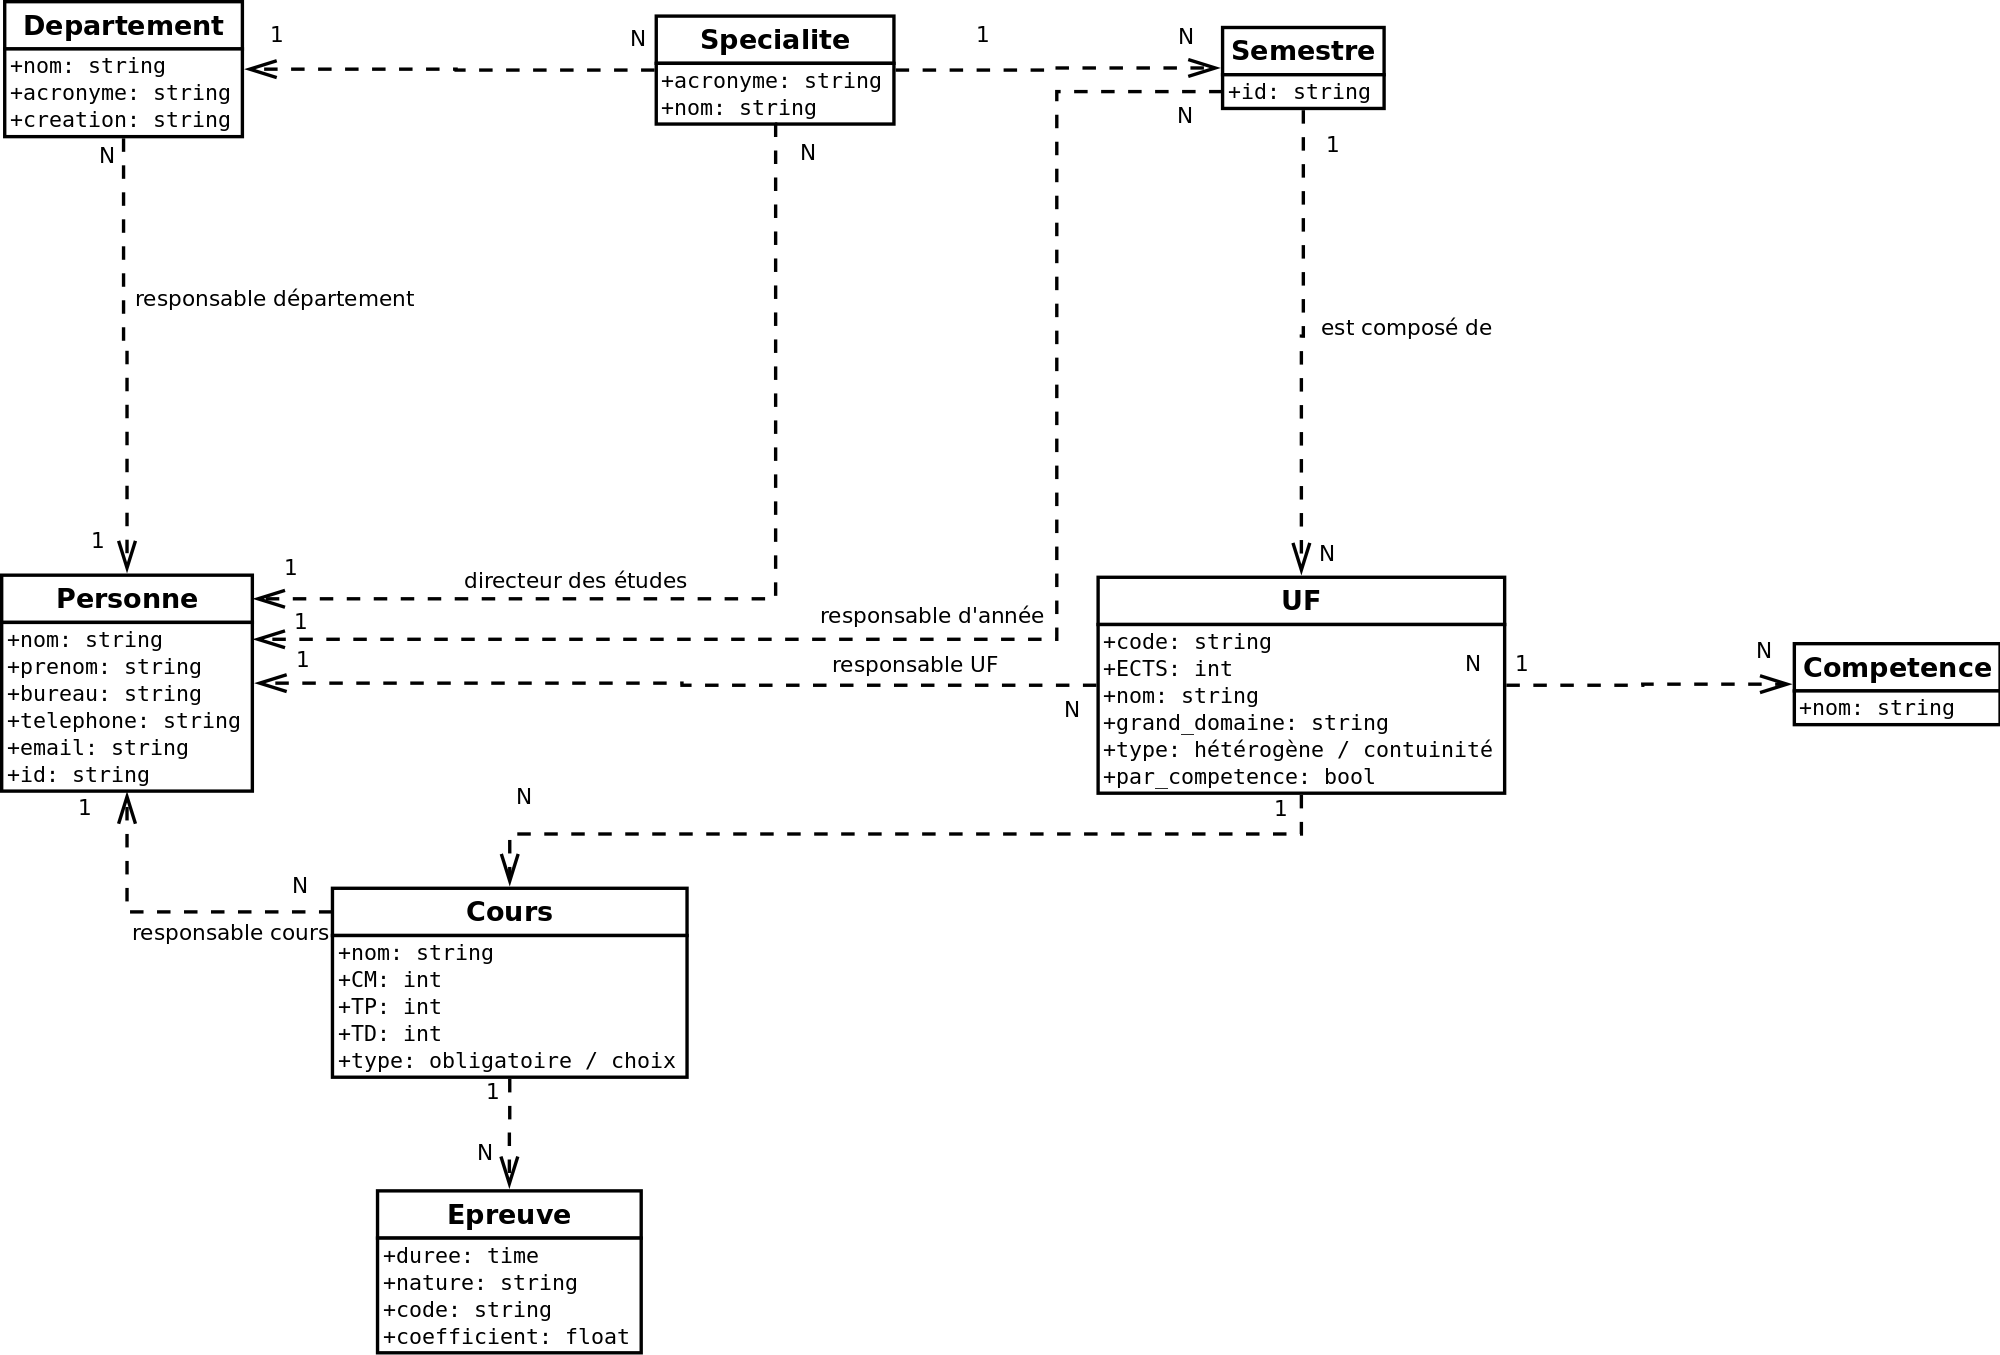 Departement
+nom: string
+acronyme: string
+creation: string
1
N
Specialite
+acronyme: string
+nom: string
1
N
Semestre
+id: string
N
N
N
1
responsable département
est composé de
1
1
directeur des études
N
Personne
+nom: string
+prenom: string
+bureau: string
+telephone: string
+email: string
+id: string
1
responsable d'année
1
responsable UF
N
UF
+code: string
+ECTS: int
+nom: string
+grand_domaine: string
+type: hétérogène / contuinité
+par_competence: bool
N
1
N
Competence
+nom: string
1
N
1
N
responsable cours
Cours
+nom: string
+CM: int
+TP: int
+TD: int
+type: obligatoire / choix
1
N
Epreuve
+duree: time
+nature: string
+code: string
+coefficient: float